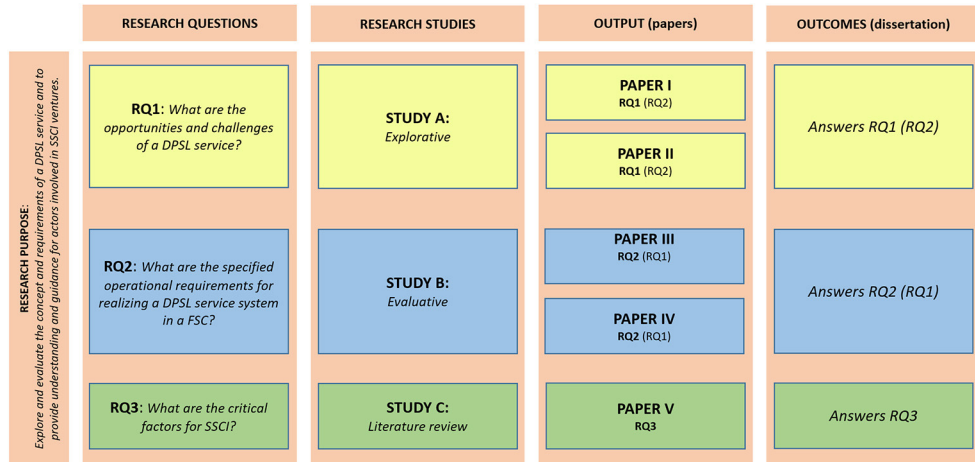 RESEARCH QUESTIONS
RESEARCH STUDIES
OUTPUT (papers)
OUTCOMES (dissertation)
RESEARCH PURPOSE:
Explore and evaluate the concept and requirements of a DPSL service and to
provide understanding and guidance for actors involved in SSCI ventures.
RQ1: What are the
opportunities and challenges
of a DPSL service?
STUDY A:
Explorative
PAPER I
RQ1 (RQ2)
PAPER II
RQ1 (RQ2)
Answers RQ1 (RQ2)
RQ2: What are the specified
operational requirements for
realizing a DPSL service system
in a FSC?
STUDY B:
Evaluative
PAPER III
RQ2 (RQ1)
PAPER IV
RQ2 (RQ1)
Answers RQ2 (RQ1)
RQ3: What are the critical
factors for SSCI?
STUDY C:
Literature review
PAPER V
RQ3
Answers RQ3